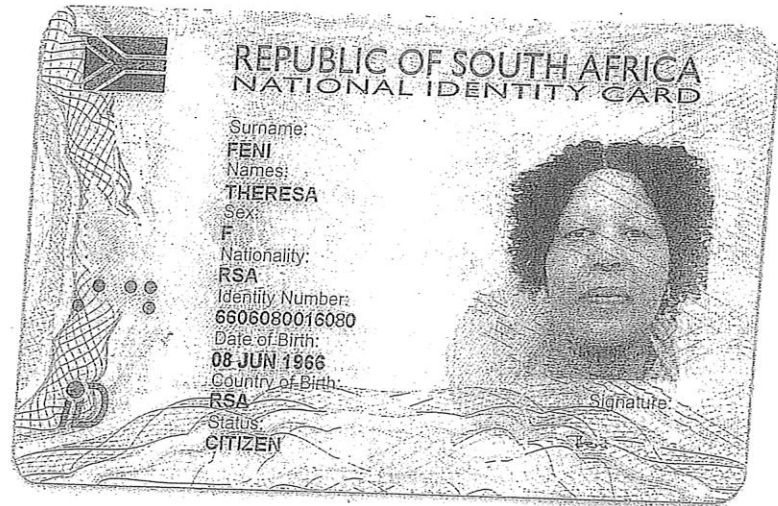 REPUBLIC OF SOUTH AFRICA
NATIONAL IDENTITY CARD
Surname:
FENI
Names:
THERESA
Sex:
F
Nationality:
RSA
Identity Number:
6606080016080
Date of Birth:
08 JUN 1966
Country of Birth:
RSA
Status:
CITIZEN
Signature